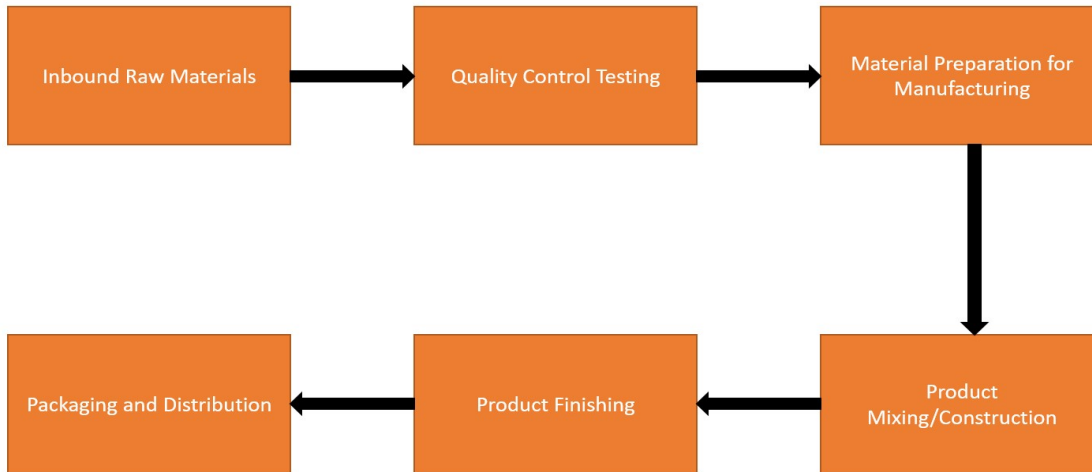 Inbound Raw Materials
Quality Control Testing
Material Preparation for
Manufacturing
Product
Mixing/Construction
Product Finishing
Packaging and Distribution